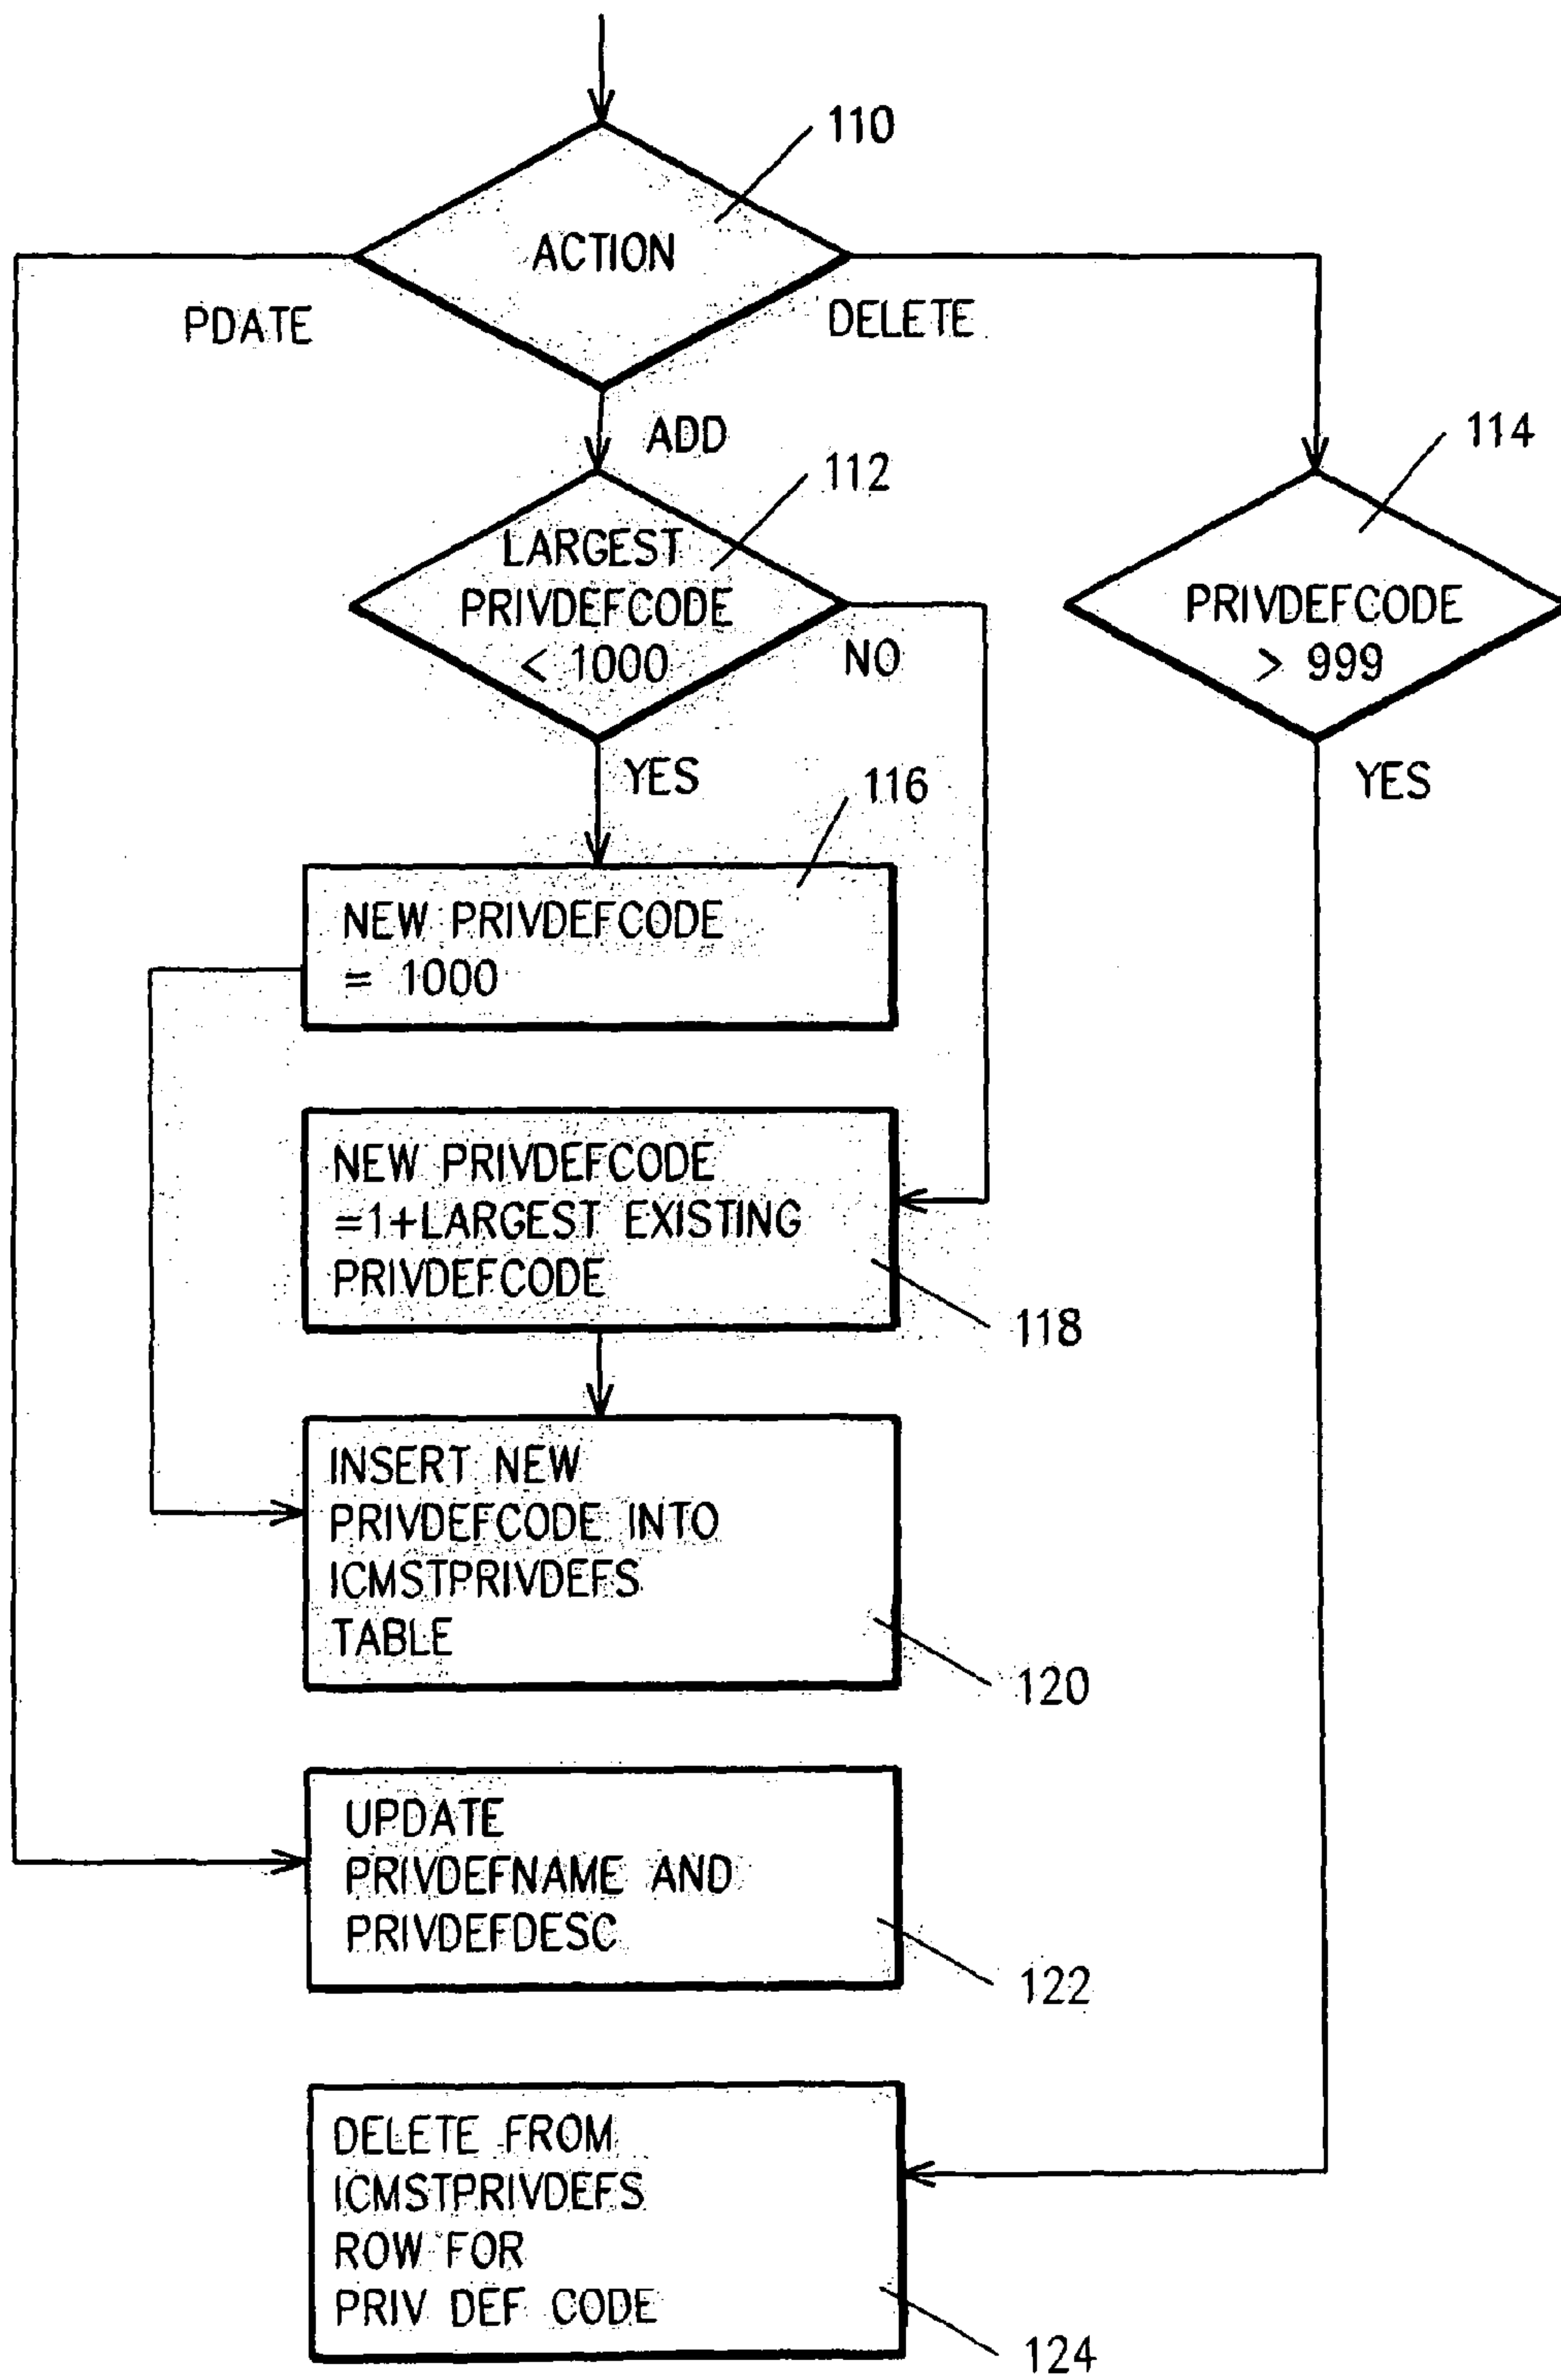 110
ACTION
PDATE
DELETE
ADD
112
114
LARGEST
PRIVDEFCODE
< 1000
NO
PRIVDEFCODE
> 999
YES
YES
116
NEW PRIVDEFCODE
= 1000
NEW PRIVDEFCODE
=1+LARGEST EXISTING
PRIVDEFCODE
118
INSERT NEW
PRIVDEFCODE INTO
ICMSTPRIVDEFS
TABLE
120
UPDATE
PRIVDEFNAME AND
PRIVDEFDESC
122
DELETE FROM
ICMSTPRIVDEFS
ROW FOR
PRIV DEF CODE
124